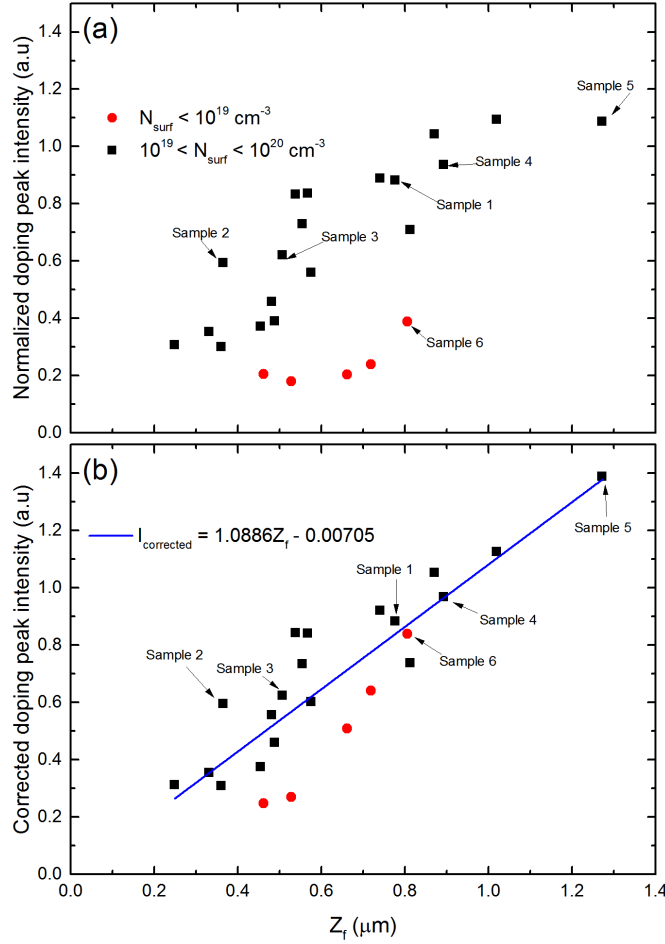 (a)
Normalized doping peak intensity (a.u)
1.4
1.2
1.0
0.8
0.6
0.4
0.2
0.0
N_surf < 10^19 cm^-3
10^19 < N_surf < 10^20 cm^-3
Sample 5
Sample 4
Sample 1
Sample 2
Sample 3
Sample 6
(b)
Corrected doping peak intensity (a.u)
1.4
1.2
1.0
0.8
0.6
0.4
0.2
0.0
I_corrected = 1.0886Z_f - 0.00705
Sample 5
Sample 1
Sample 4
Sample 2
Sample 3
Sample 6
0.0 0.2 0.4 0.6 0.8 1.0 1.2 1.4
Z_f (μm)